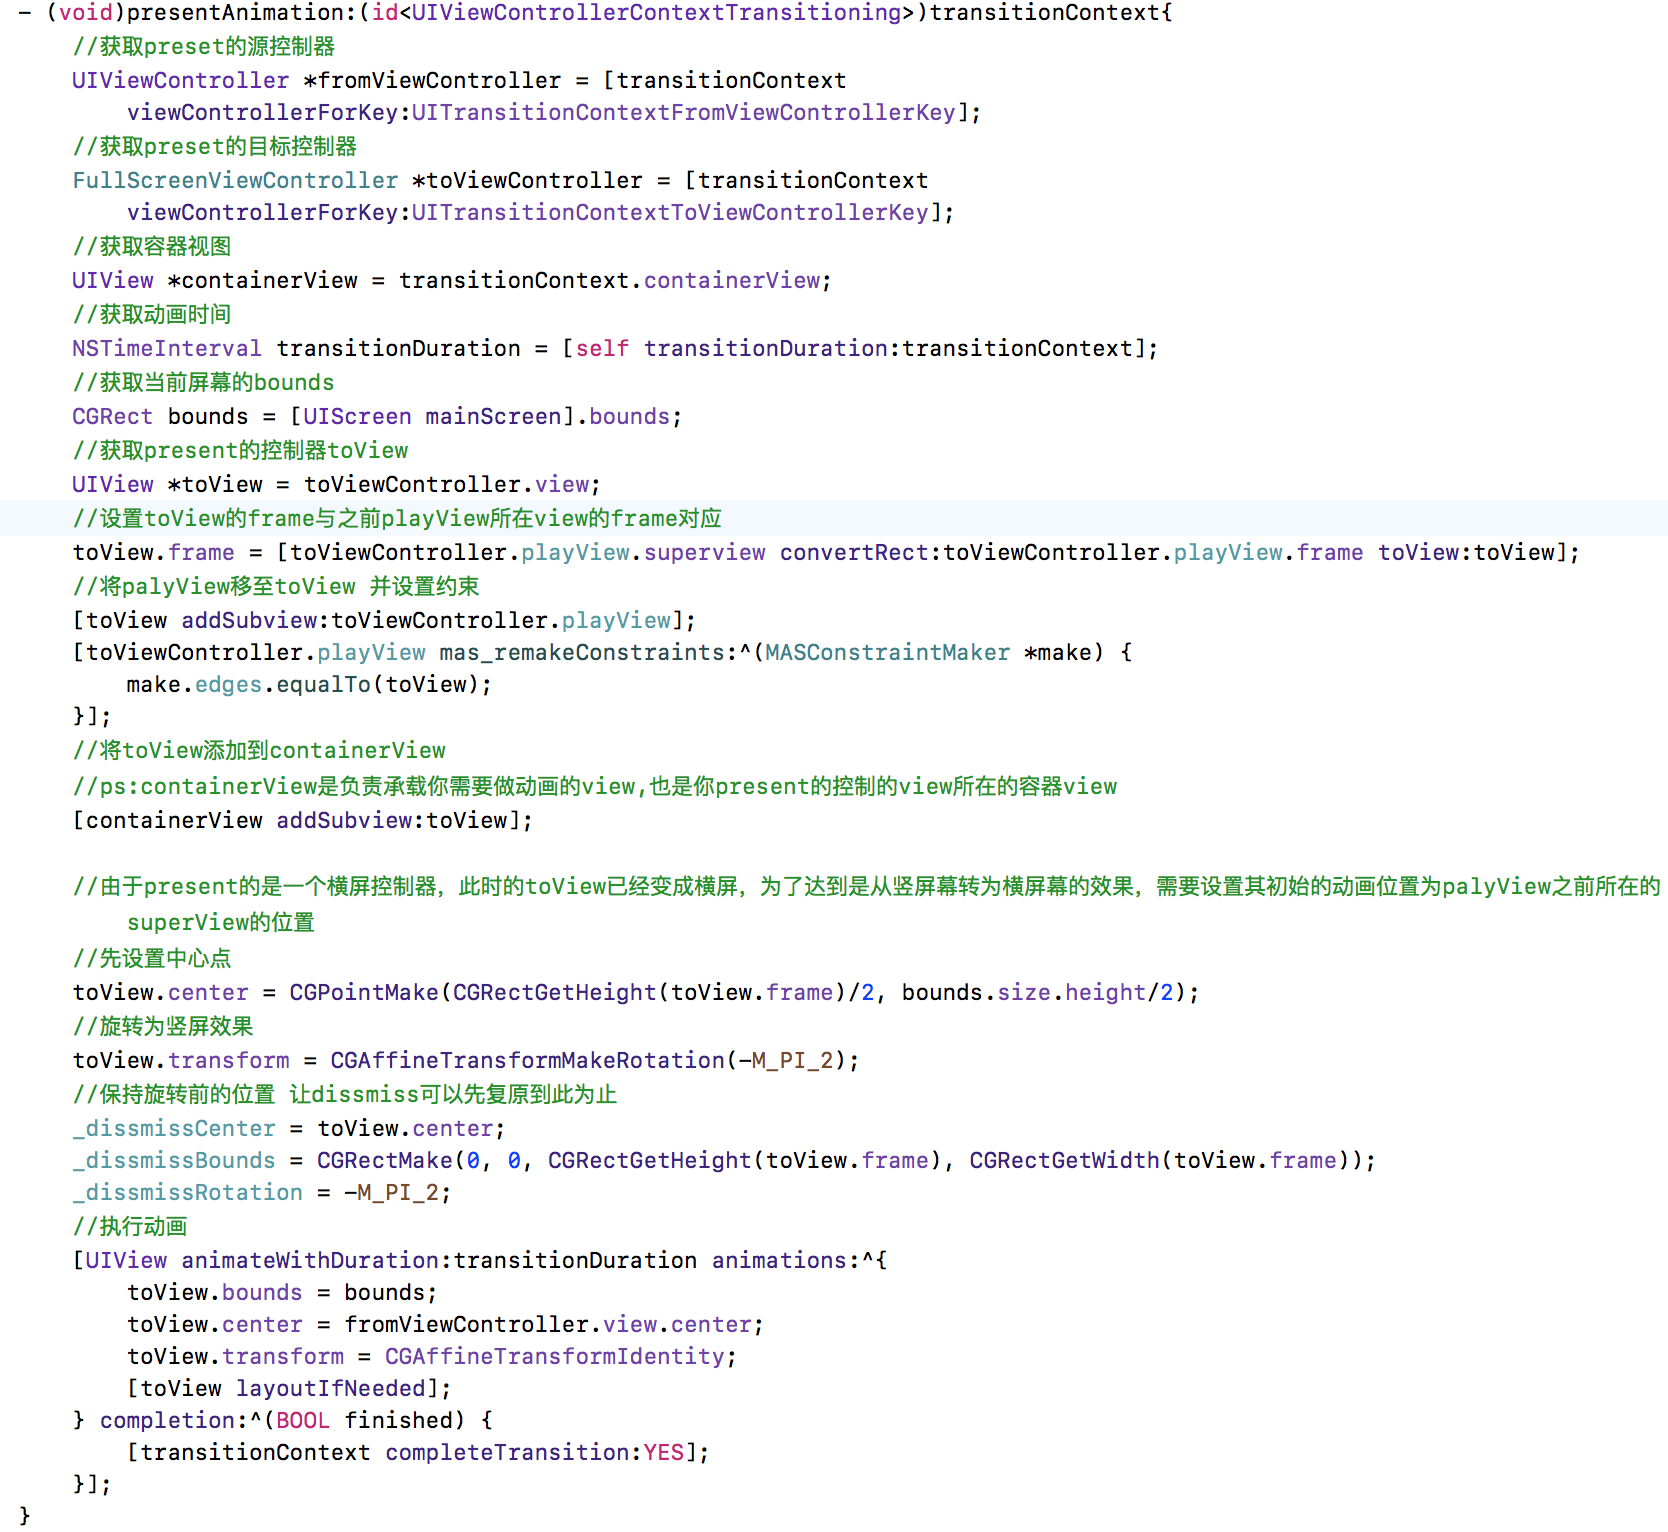 - (void)presentAnimation:(id<UIViewControllerContextTransitioning>)transitionContext{
    //获取preset的源控制器
    UIViewController *fromViewController = [transitionContext
        viewControllerForKey:UITransitionContextFromViewControllerKey];
    //获取preset的目标控制器
    FullScreenViewController *toViewController = [transitionContext
        viewControllerForKey:UITransitionContextToViewControllerKey];
    //获取容器视图
    UIView *containerView = transitionContext.containerView;
    //获取动画时间
    NSTimeInterval transitionDuration = [self transitionDuration:transitionContext];
    //获取当前屏幕的bounds
    CGRect bounds = [UIScreen mainScreen].bounds;
    //获取present的控制器toView
    UIView *toView = toViewController.view;
    //设置toView的frame与之前playView所在view的frame对应
    toView.frame = [toViewController.playView.superview convertRect:toViewController.playView.frame toView:toView];
    //将palyView移至toView 并设置约束
    [toView addSubview:toViewController.playView];
    [toViewController.playView mas_remakeConstraints:^(MASConstraintMaker *make) {
        make.edges.equalTo(toView);
    }];
    //将toView添加到containerView
    //ps:containerView是负责承载你需要做动画的view,也是你present的控制的view所在的容器view
    [containerView addSubview:toView];
    //由于present的是一个横屏控制器，此时的toView已经变成横屏，为了达到是从竖屏幕转为横屏幕的效果，需要设置其初始的动画位置为palyView之前所在的
        superView的位置
    //先设置中心点
    toView.center = CGPointMake(CGRectGetHeight(toView.frame)/2, bounds.size.height/2);
    //旋转为竖屏效果
    toView.transform = CGAffineTransformMakeRotation(-M_PI_2);
    //保持旋转前的位置 让dissmiss可以先复原到此为止
    _dissmissCenter = toView.center;
    _dissmissBounds = CGRectMake(0, 0, CGRectGetHeight(toView.frame), CGRectGetWidth(toView.frame));
    _dissmissRotation = -M_PI_2;
    //执行动画
    [UIView animateWithDuration:transitionDuration animations:^{
        toView.bounds = bounds;
        toView.center = fromViewController.view.center;
        toView.transform = CGAffineTransformIdentity;
        [toView layoutIfNeeded];
    } completion:^(BOOL finished) {
        [transitionContext completeTransition:YES];
    }];
}